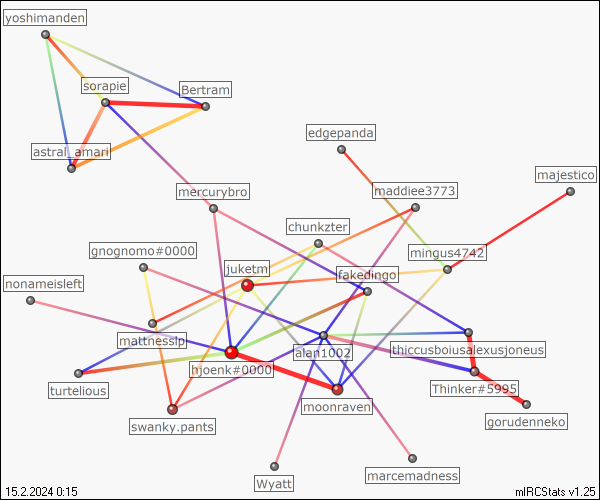 yoshimanden
sorapie
Bertram
edgepanda
astral_amari
majestico
mercurybro
maddiee3773
chunkzter
gnognomo#0000
mingus4742
juketm
fakedingo
nonameisleft
mattnesslp
alan1002
thiccusboiusalexusjoneus
hjoenk#0000
turtelious
Thinker#5995
moonraven
gorudenneko
swanky.pants
Wyatt
marcemadness
15.2.2024 0:15
mIRCStats v1.25